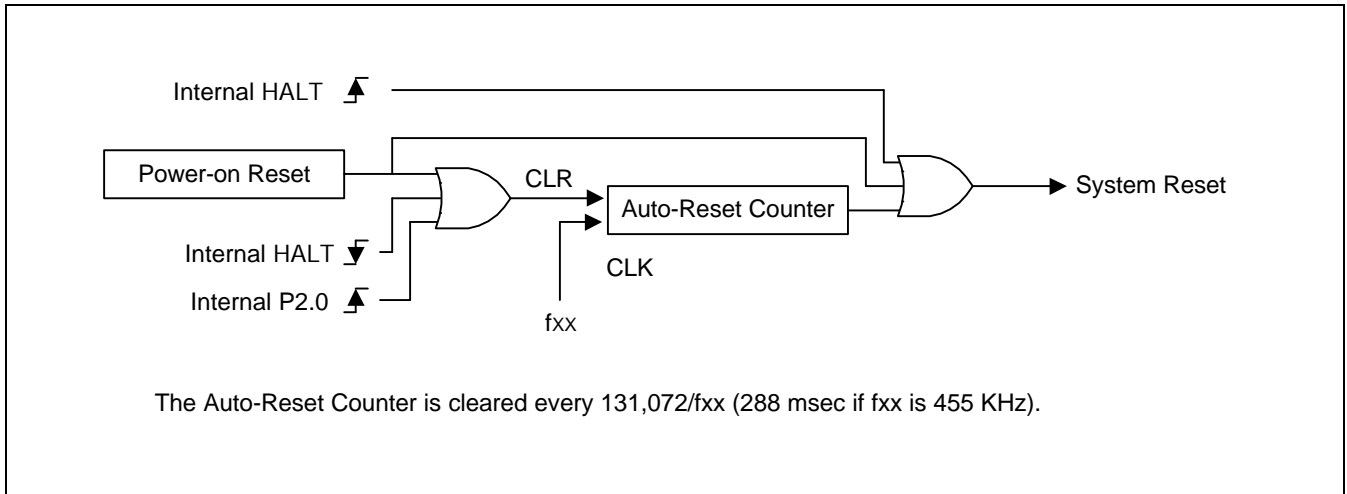 Internal HALT
Power-on Reset
CLR
Auto-Reset Counter
System Reset
Internal HALT
CLK
Internal P2.0
fxx
The Auto-Reset Counter is cleared every 131,072/fxx (288 msec if fxx is 455 KHz).